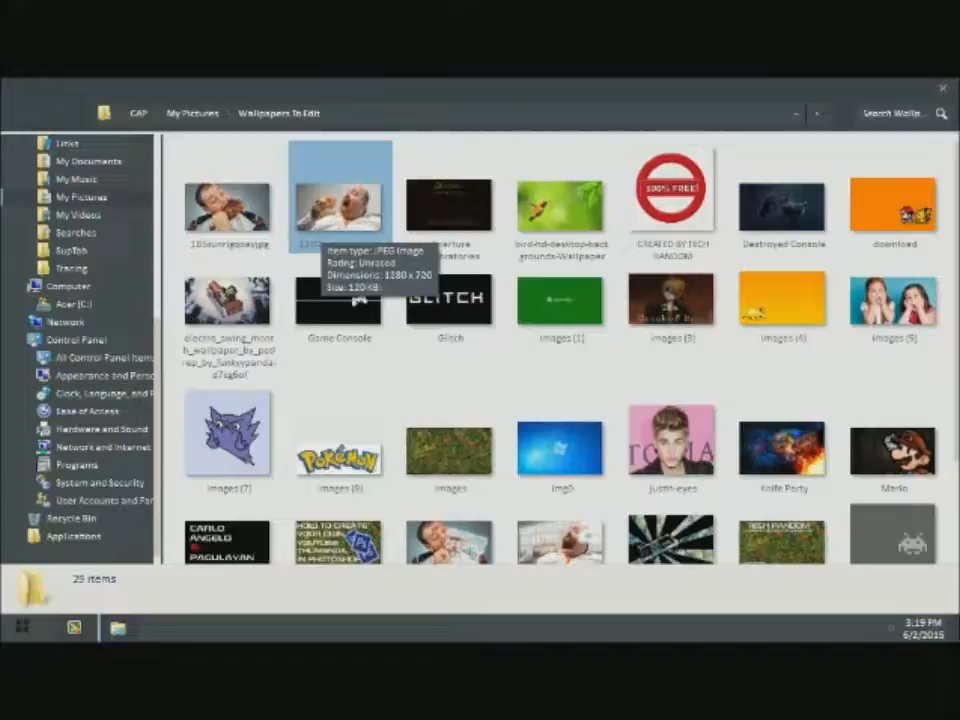 CAP My Pictures Wallpapers To Edit
Search Wallp...
Links
My Documents
My Music
My Pictures
My Videos
Searches
SupTab
Tracing
Computer
Acer (C:)
Network
Control Panel
All Control Panel Items
Appearance and Perso
Clock, Language, and F
Ease of Access
Hardware and Sound
Network and Internet
Programs
System and Security
User Accounts and Fan
Recycle Bin
Applications
100% FREE!
bird-hd-desktop-back
grounds-Wallpaper
CREATED BY TECH
RANDOM
Destroyed Console
download
Item type: JPEG Image
Rating: Unrated
Dimensions: 1280 x 720
Size: 120 KB
GLITCH
Game Console
Glitch
images (1)
images (3)
images (4)
images (5)
electro_swing_moot
Pokémon
images (7)
images (9)
images
img0
Justin-eyes
Knife Party
Mario
CARLO
ANGELO
PAGULAYAN
HOW TO CREATE
YOUR OWN
YOUTUBE
THUMBNAIL
IN PHOTOSHOP
TECH RANDOM
29 items
3:19 PM
6/2/2015